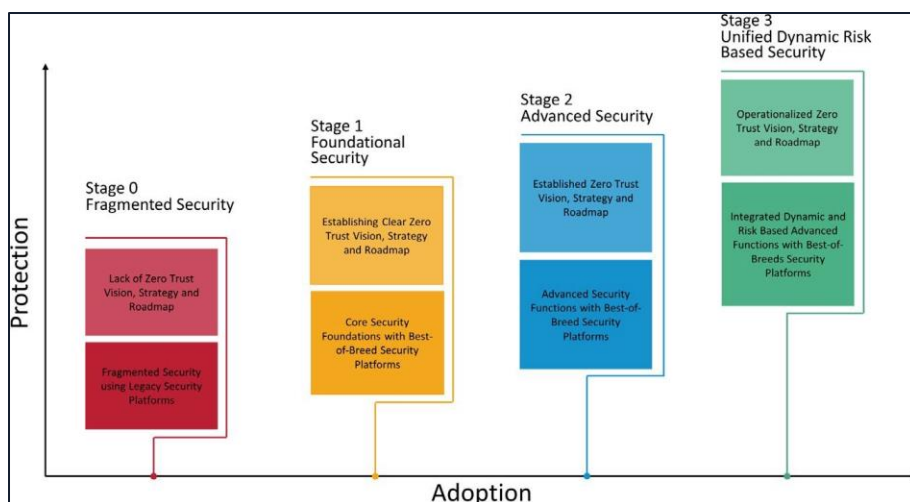 Stage 3
Unified Dynamic Risk
Based Security
Operationalized Zero
Trust Vision, Strategy
and Roadmap
Integrated Dynamic and
Risk Based Advanced
Functions with Best-of-
Breeds Security
Platforms
Stage 2
Advanced Security
Established Zero Trust
Vision, Strategy and
Roadmap
Advanced Security
Functions with Best-of-
Breed Security
Platforms
Stage 1
Foundational
Security
Establishing Clear Zero
Trust Vision, Strategy
and Roadmap
Core Security
Foundations with Best-
of-Breed Security
Platforms
Stage 0
Fragmented Security
Lack of Zero Trust
Vision, Strategy and
Roadmap
Fragmented Security
using Legacy Security
Platforms
Protection
Adoption